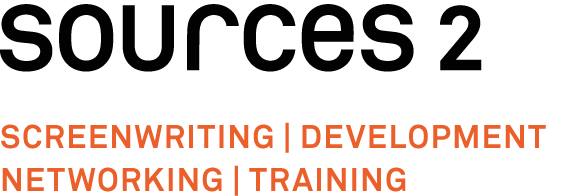 sources 2
SCREENWRITING | DEVELOPMENT
NETWORKING | TRAINING